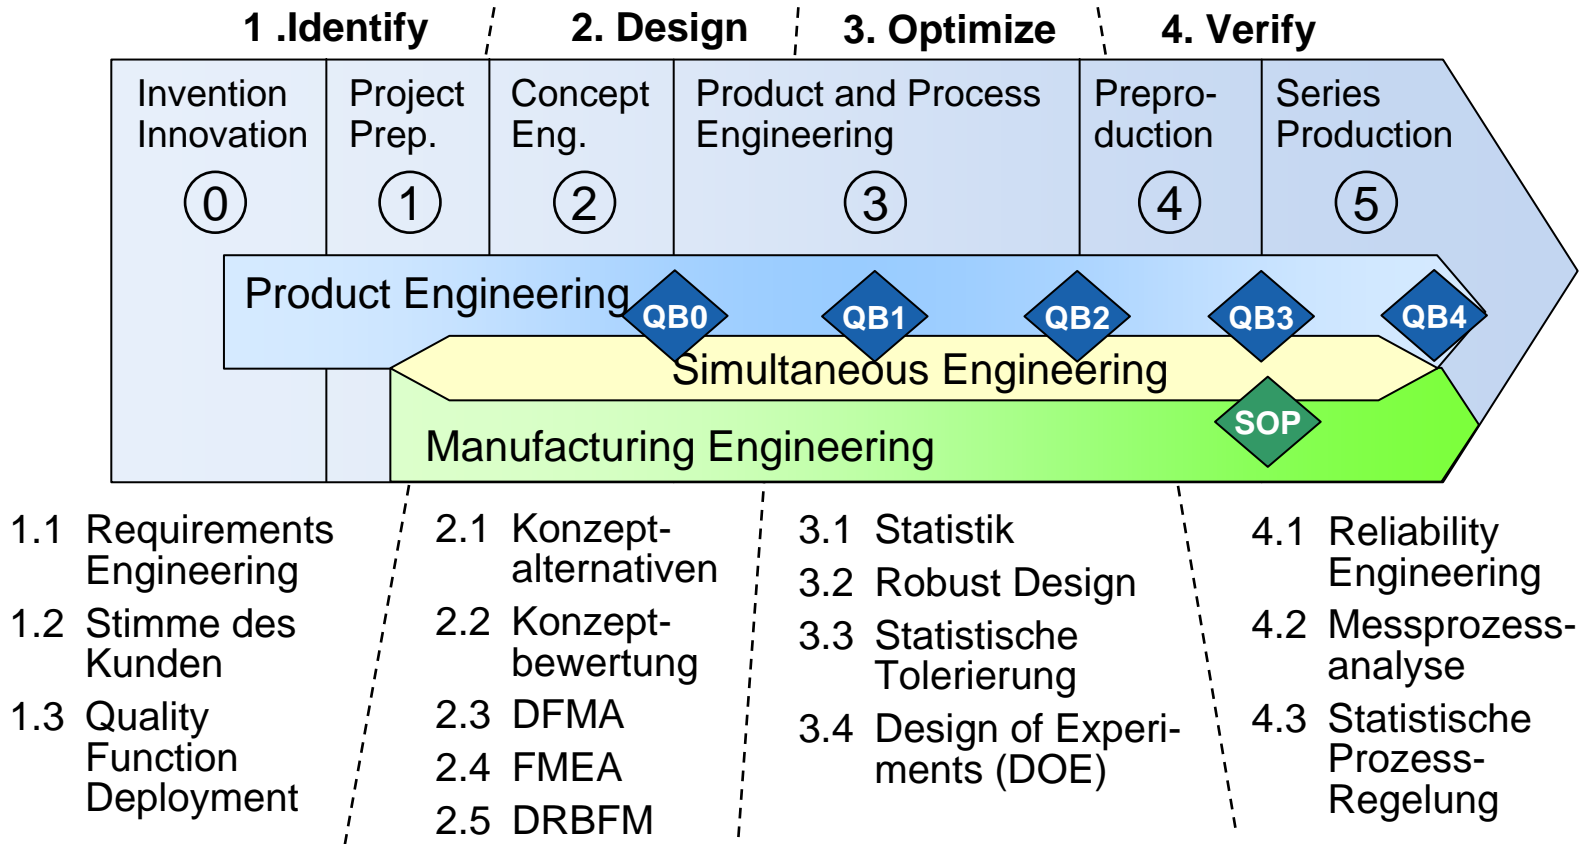 1 .Identify
2. Design
3. Optimize
4. Verify
Invention
Innovation
0
Project
Prep.
1
Concept
Eng.
2
Product and Process
Engineering
3
Prepro-
duction
4
Series
Production
5
Product Engineering
QB0
QB1
QB2
QB3
QB4
Simultaneous Engineering
SOP
Manufacturing Engineering
1.1 Requirements
Engineering
1.2 Stimme des
Kunden
1.3 Quality
Function
Deployment
2.1 Konzept-
alternativen
2.2 Konzept-
bewertung
2.3 DFMA
2.4 FMEA
2.5 DRBFM
3.1 Statistik
3.2 Robust Design
3.3 Statistische
Tolerierung
3.4 Design of Experi-
ments (DOE)
4.1 Reliability
Engineering
4.2 Messprozess-
analyse
4.3 Statistische
Prozess-
Regelung